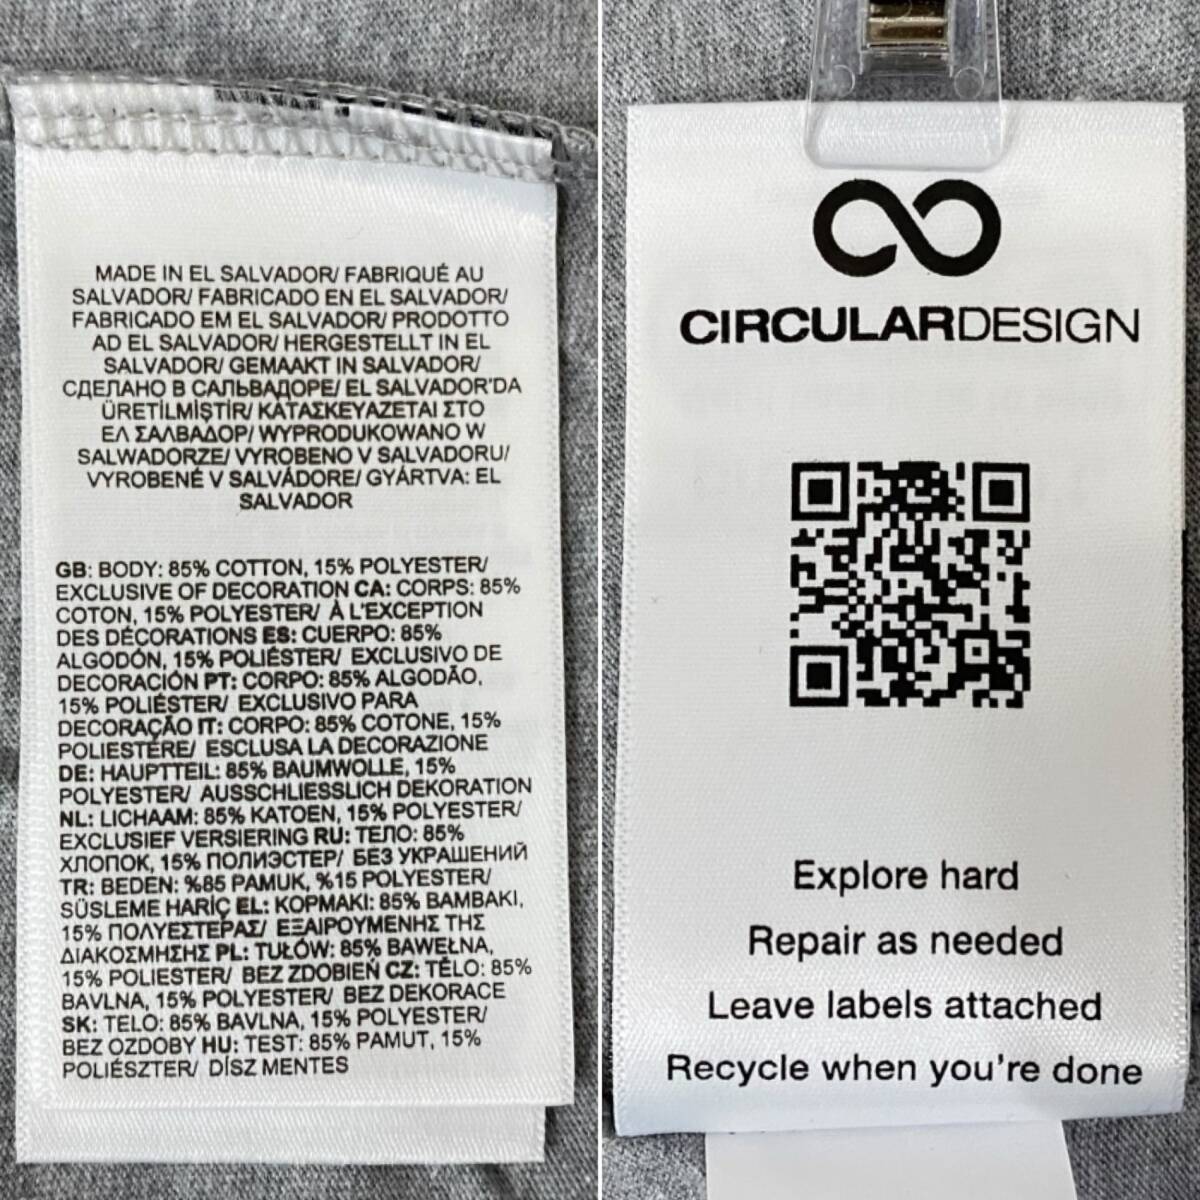 MADE IN EL SALVADOR/ FABRIQUÉ AU
SALVADOR/ FABRICADO EN EL SALVADOR/
FABRICADO EM EL SALVADOR/ PRODOTTO
AD EL SALVADOR/ HERGESTELLT IN EL
SALVADOR/ GEMAAKT IN SALVADOR/
СДЕЛАНО В САЛЬВАДОРЕ/ EL SALVADOR'DA
ÜRETİLMİŞTİR/ ΚΑΤΑΣΚΕΥΑΖΕΤΑΙ ΣΤΟ
ΕΛ ΣΑΛΒΑΔΟΡ/ WYPRODUKOWANO W
SALWADORZE/ VYROBENO V SALVADORU/
VYROBENÉ V SALVÁDORE/ GYÁRTVA: EL
SALVADOR
GB: BODY: 85% COTTON, 15% POLYESTER/
EXCLUSIVE OF DECORATION CA: CORPS: 85%
COTON, 15% POLYESTER/ À L'EXCEPTION
DES DÉCORATIONS ES: CUERPO: 85%
ALGODÓN, 15% POLIÉSTER/ EXCLUSIVO DE
DECORACIÓN PT: CORPO: 85% ALGODÃO,
15% POLIÉSTER/ EXCLUSIVO PARA
DECORAÇÃO IT: CORPO: 85% COTONE, 15%
POLIESTERE/ ESCLUSA LA DECORAZIONE
DE: HAUPTTEIL: 85% BAUMWOLLE, 15%
POLYESTER/ AUSSCHLIESSLICH DEKORATION
NL: LICHAAM: 85% KATOEN, 15% POLYESTER/
EXCLUSIEF VERSIERING RU: ТЕЛО: 85%
ХЛОПОК, 15% ПОЛИЭСТЕР/ БЕЗ УКРАШЕНИЙ
TR: BEDEN: %85 PAMUK, %15 POLYESTER/
SÜSLEME HARİÇ EL: ΚΟΡΜΑΚΙ: 85% ΒΑΜΒΑΚΙ,
15% ΠΟΛΥΕΣΤΕΡΑΣ/ ΕΞΑΙΡΟΥΜΕΝΗΣ ΤΗΣ
ΔΙΑΚΟΣΜΗΣΗΣ PL: TUŁÓW: 85% BAWEŁNA,
15% POLIESTER/ BEZ ZDOBIEŃ CZ: TĚLO: 85%
BAVLNA, 15% POLYESTER/ BEZ DEKORACE
SK: TELO: 85% BAVLNA, 15% POLYESTER/
BEZ OZDOBY HU: TEST: 85% PAMUT, 15%
POLIÉSZTER/ DÍSZ MENTES
CIRCULARDESIGN
Explore hard
Repair as needed
Leave labels attached
Recycle when you're done